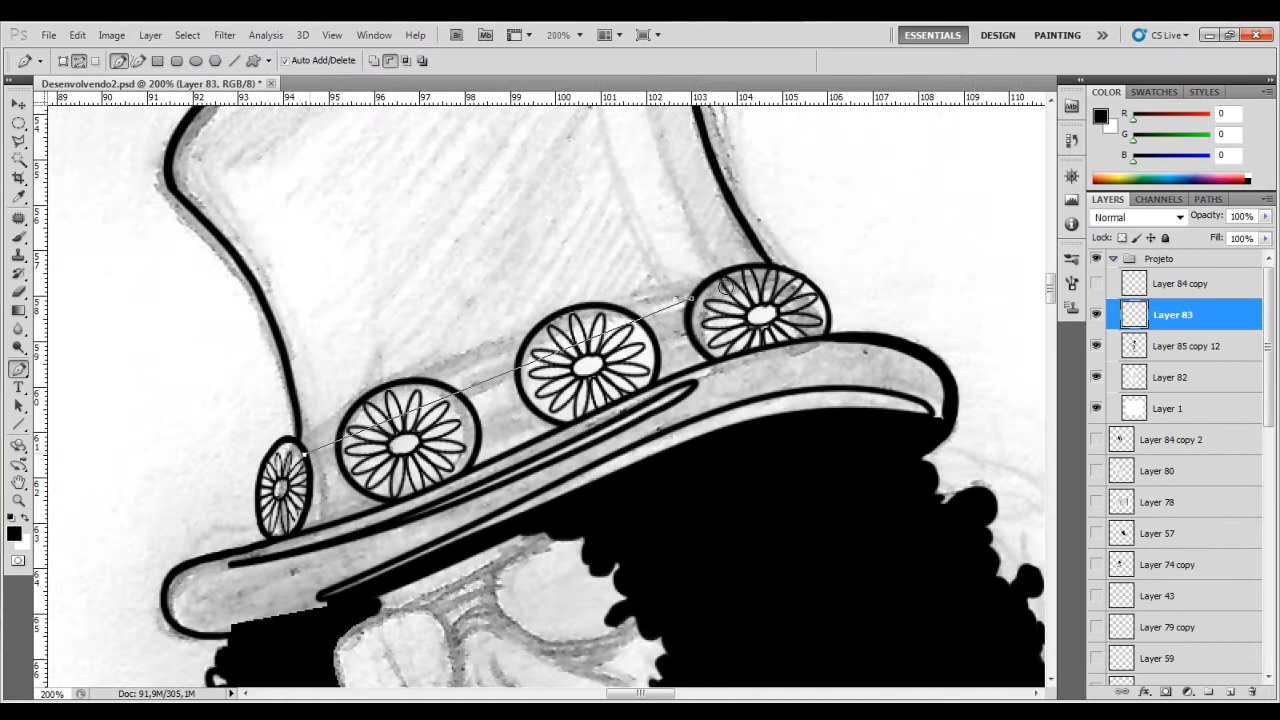 Ps File Edit Image Layer Select Filter Analysis 3D View Window Help Br Mb 200% ESSENTIALS DESIGN PAINTING CS Live
Auto Add/Delete
Desenvolvendo2.psd @ 200% (Layer 83, RGB/8) *
89 90 91 92 93 94 95 96 97 98 99 100 101 102 103 104 105 106 107 108 109 110
COLOR SWATCHES STYLES
R 0
G 0
B 0
LAYERS CHANNELS PATHS
Normal Opacity: 100%
Lock: Fill: 100%
Projeto
Layer 84 copy
Layer 83
Layer 85 copy 12
Layer 82
Layer 1
Layer 84 copy 2
Layer 80
Layer 78
Layer 57
Layer 74 copy
Layer 43
Layer 79 copy
Layer 59
200% Doc: 91,9M/305,1M